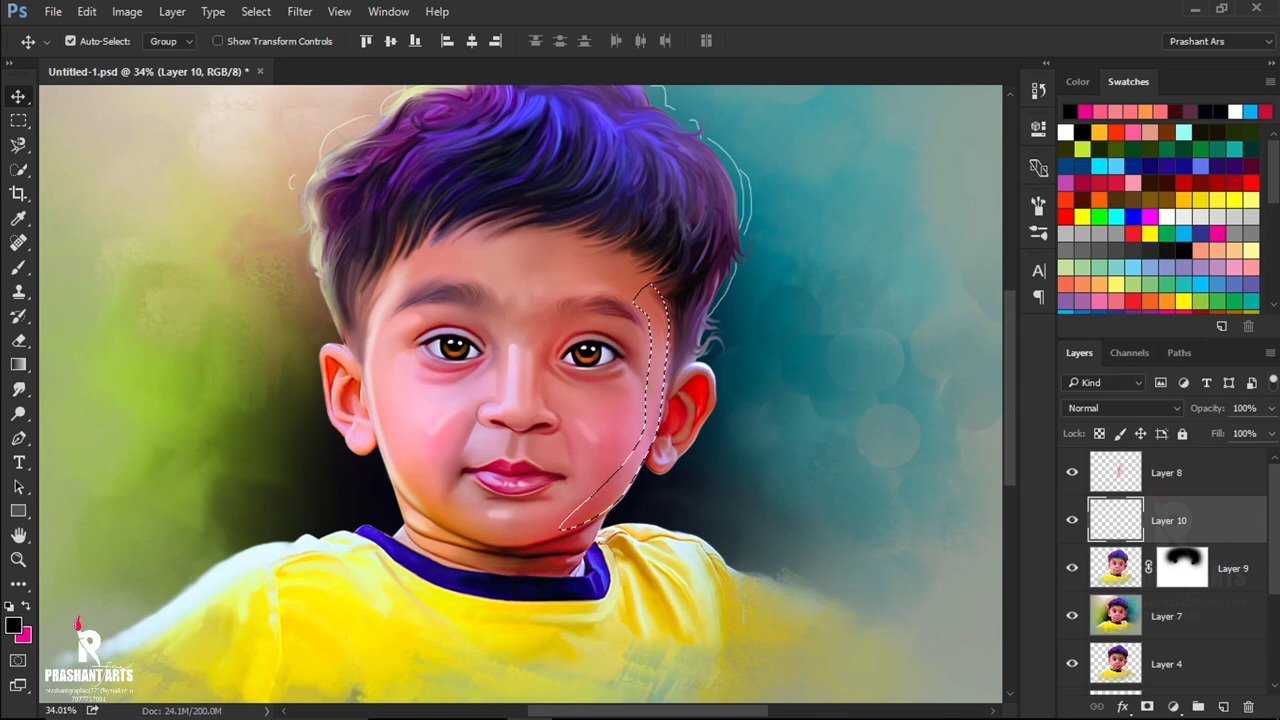 Ps File Edit Image Layer Type Select Filter View Window Help
Auto-Select: Group Show Transform Controls Prashant Ars
Untitled-1.psd @ 34% (Layer 10, RGB/8) *
Color Swatches
Layers Channels Paths
Kind
Normal Opacity: 100%
Lock: Fill: 100%
Layer 8
Layer 10
Layer 9
Layer 7
Layer 4
R
PRASHANT ARTS
34.01% Doc: 24.1M/200.0M
fx